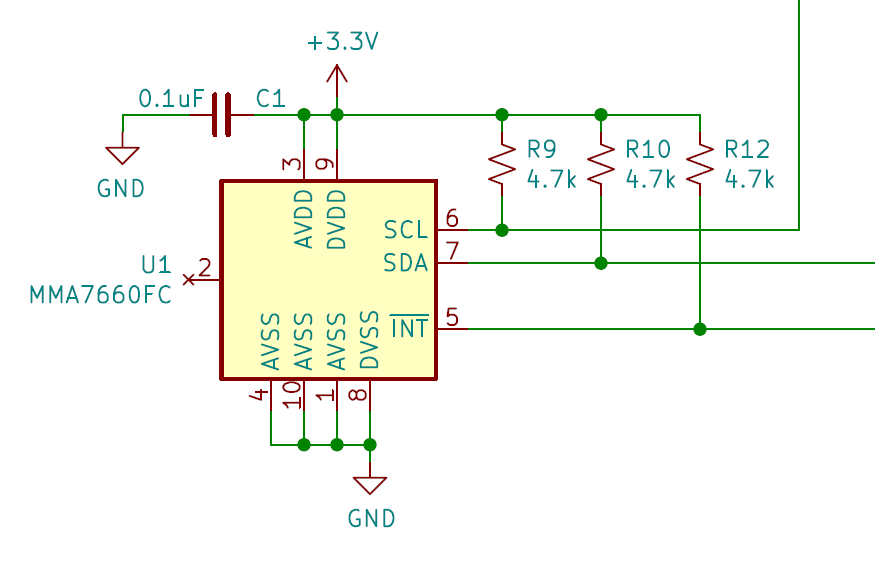 +3.3V
0.1uF
C1
GND
3
9
R9
4.7k
R10
4.7k
R12
4.7k
AVDD
DVDD
SCL
6
SDA
7
U1
2
MMA7660FC
AVSS
AVSS
AVSS
DVSS
INT
5
4
10
1
8
GND